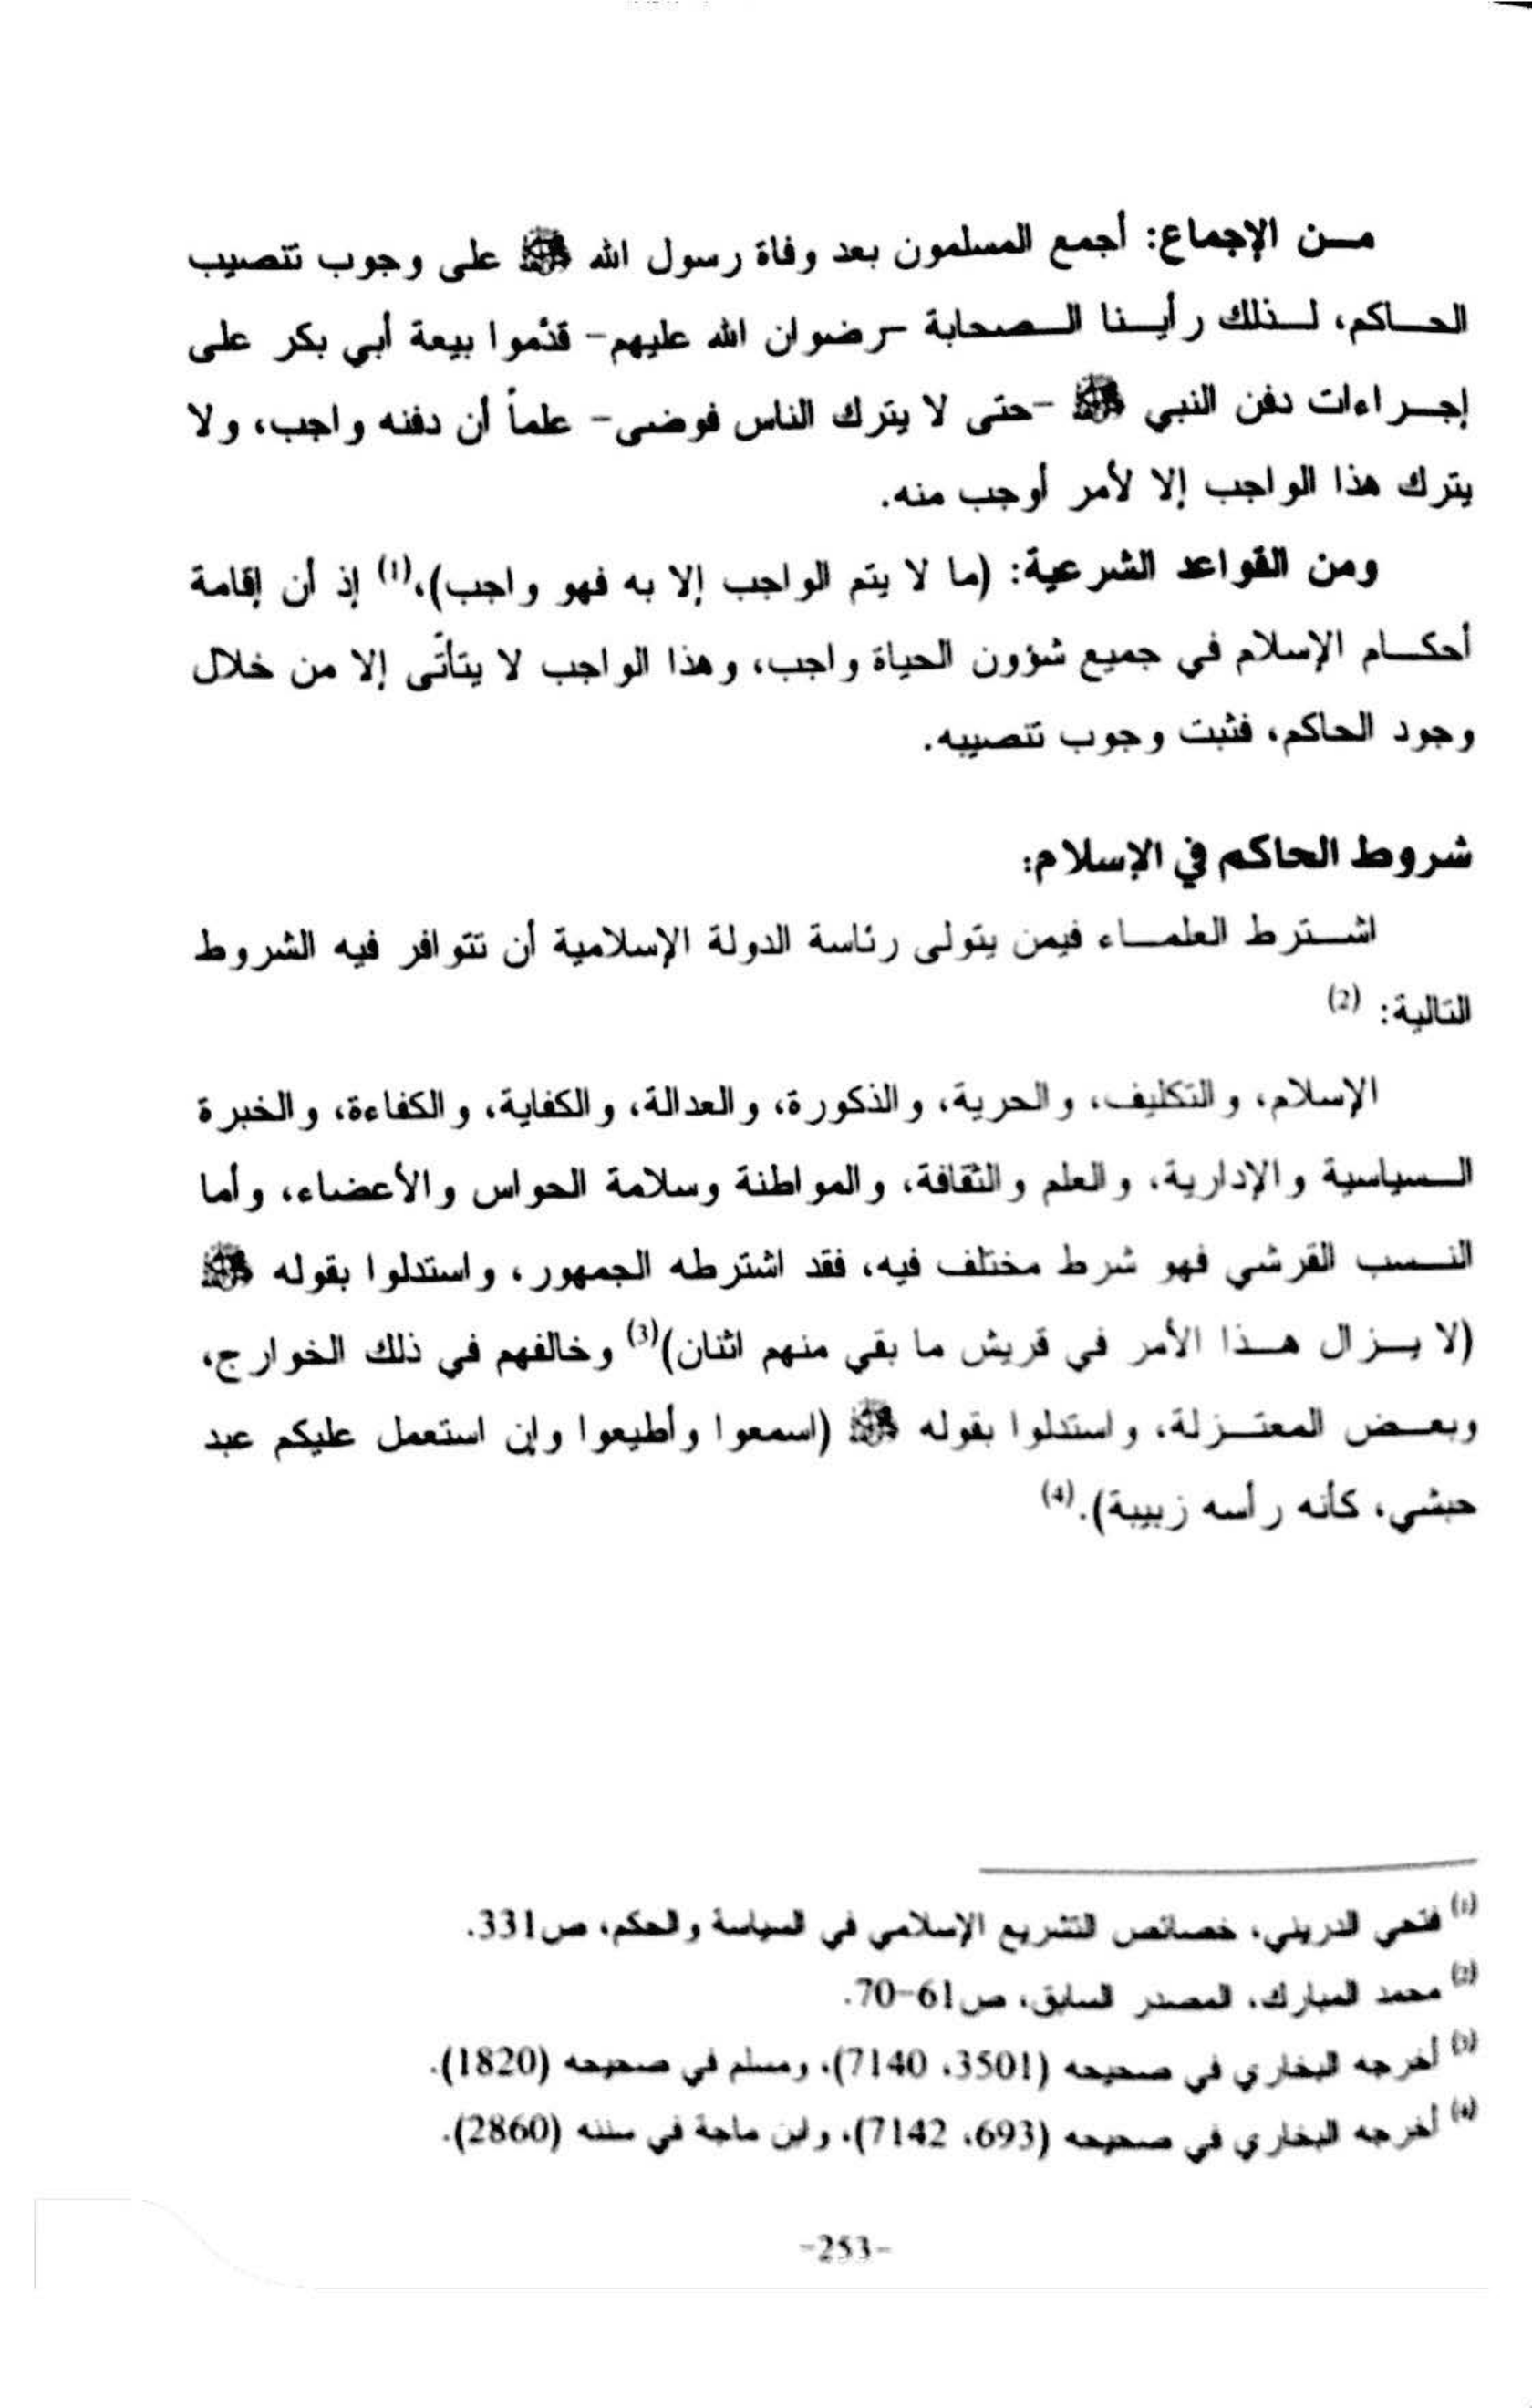 من الإجماع: أجمع المسلمون بعد وفاة رسول الله ﷺ على وجوب تنصيب
الحاكم، لذلك رأينا الصحابة -رضوان الله عليهم- قدّموا بيعة أبي بكر على
إجراءات دفن النبي ﷺ -حتى لا يترك الناس فوضى- علماً أن دفنه واجب، ولا
يترك هذا الواجب إلا لأمر أوجب منه.
ومن القواعد الشرعية: (ما لا يتم الواجب إلا به فهو واجب)،(1) إذ أن إقامة
أحكام الإسلام في جميع شؤون الحياة واجب، وهذا الواجب لا يتأتّى إلا من خلال
وجود الحاكم، فثبت وجوب تنصيبه.
شروط الحاكم في الإسلام:
اشترط العلماء فيمن يتولى رئاسة الدولة الإسلامية أن تتوافر فيه الشروط
التالية: (2)
الإسلام، والتكليف، والحرية، والذكورة، والعدالة، والكفاية، والكفاءة، والخبرة
السياسية والإدارية، والعلم والثقافة، والمواطنة وسلامة الحواس والأعضاء، وأما
النسب القرشي فهو شرط مختلف فيه، فقد اشترطه الجمهور، واستدلوا بقوله ﷺ
(لا يزال هذا الأمر في قريش ما بقي منهم اثنان)(3) وخالفهم في ذلك الخوارج،
وبعض المعتزلة، واستدلوا بقوله ﷺ (اسمعوا وأطيعوا وإن استعمل عليكم عبد
حبشي، كأنه رأسه زبيبة).(4)
(1) فتحي الدريني، خصائص التشريع الإسلامي في السياسة والحكم، ص331.
(2) محمد المبارك، المصدر السابق، ص61-70.
(3) أخرجه البخاري في صحيحه (3501، 7140)، ومسلم في صحيحه (1820).
(4) أخرجه البخاري في صحيحه (693، 7142)، وابن ماجة في سننه (2860).
-253-